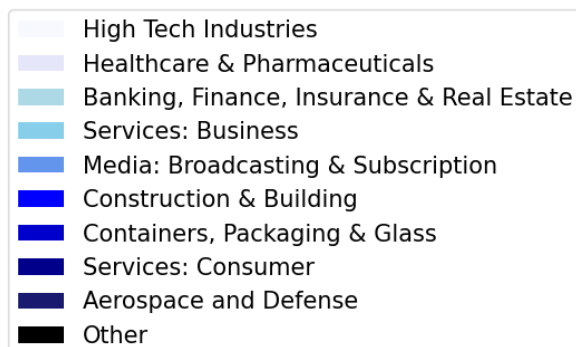 High Tech Industries
Healthcare & Pharmaceuticals
Banking, Finance, Insurance & Real Estate
Services: Business
Media: Broadcasting & Subscription
Construction & Building
Containers, Packaging & Glass
Services: Consumer
Aerospace and Defense
Other